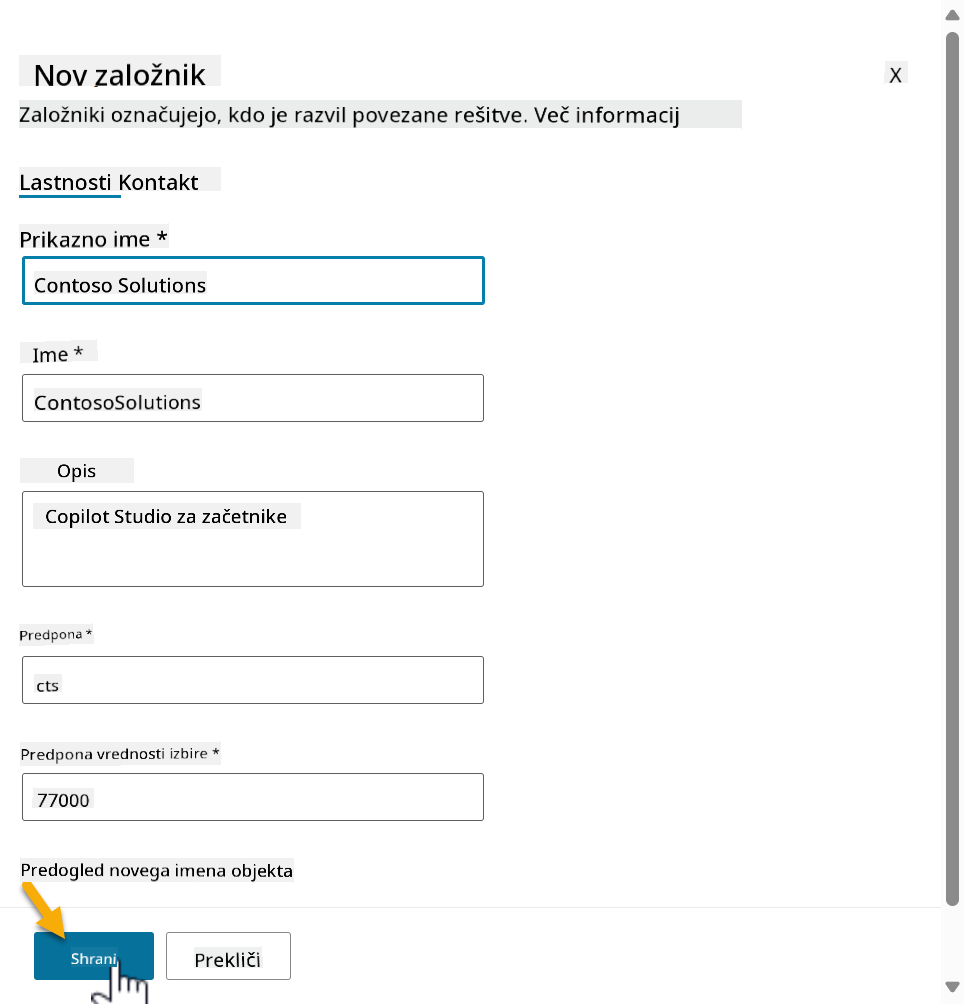 Nov založnik
X
Založniki označujejo, kdo je razvil povezane rešitve. Več informacij
Lastnosti Kontakt
Prikazno ime *
Contoso Solutions
Ime *
ContosoSolutions
Opis
Copilot Studio za začetnike
Predpona *
cts
Predpona vrednosti izbire *
77000
Predogled novega imena objekta
Shrani Prekliči